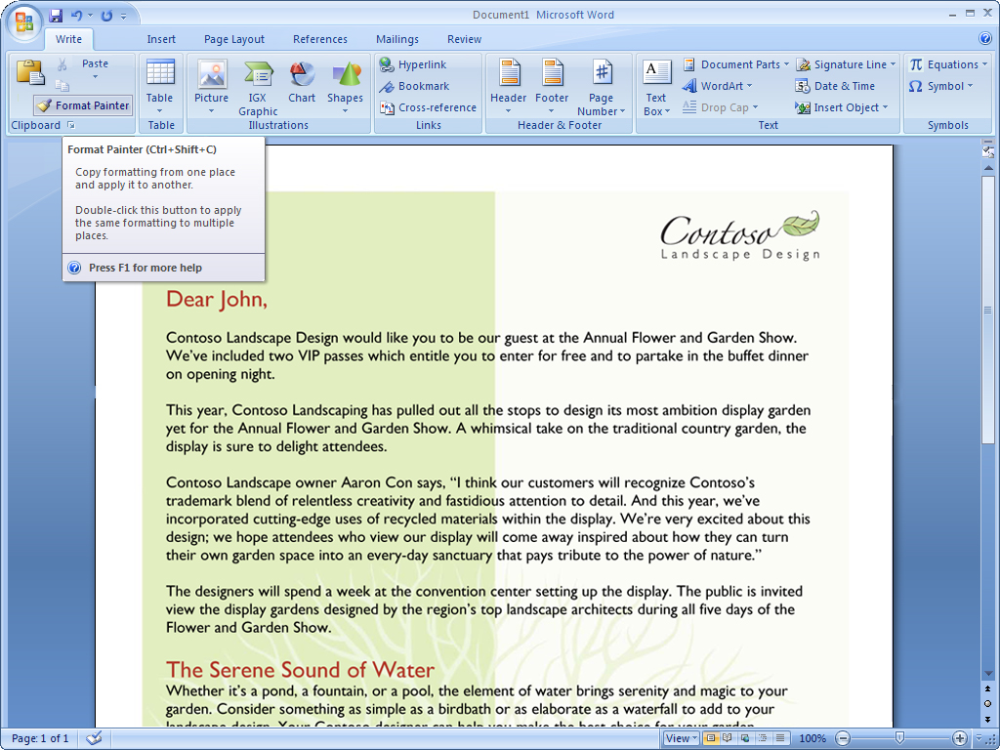 Document1 Microsoft Word
Write Insert Page Layout References Mailings Review
Paste
Format Painter
Clipboard
Table
Table
Picture
IGX Graphic
Chart
Shapes
Illustrations
Hyperlink
Bookmark
Cross-reference
Links
Header
Footer
Page Number
Header & Footer
Text Box
Document Parts
WordArt
Drop Cap
Signature Line
Date & Time
Insert Object
Text
Equations
Symbol
Symbols
Format Painter (Ctrl+Shift+C)
Copy formatting from one place
and apply it to another.
Double-click this button to apply
the same formatting to multiple
places.
Press F1 for more help
Contoso
Landscape Design
Dear John,
Contoso Landscape Design would like you to be our guest at the Annual Flower and Garden Show.
We've included two VIP passes which entitle you to enter for free and to partake in the buffet dinner
on opening night.
This year, Contoso Landscaping has pulled out all the stops to design its most ambition display garden
yet for the Annual Flower and Garden Show. A whimsical take on the traditional country garden, the
display is sure to delight attendees.
Contoso Landscape owner Aaron Con says, “I think our customers will recognize Contoso's
trademark blend of relentless creativity and fastidious attention to detail. And this year, we've
incorporated cutting-edge uses of recycled materials within the display. We're very excited about this
design; we hope attendees who view our display will come away inspired about how they can turn
their own garden space into an every-day sanctuary that pays tribute to the power of nature.”
The designers will spend a week at the convention center setting up the display. The public is invited
view the display gardens designed by the region's top landscape architects during all five days of the
Flower and Garden Show.
The Serene Sound of Water
Whether it's a pond, a fountain, or a pool, the element of water brings serenity and magic to your
garden. Consider something as simple as a birdbath or as elaborate as a waterfall to add to your
landscape design. Your Contoso designer can help you make the best choice for your garden
Page: 1 of 1
View
100%